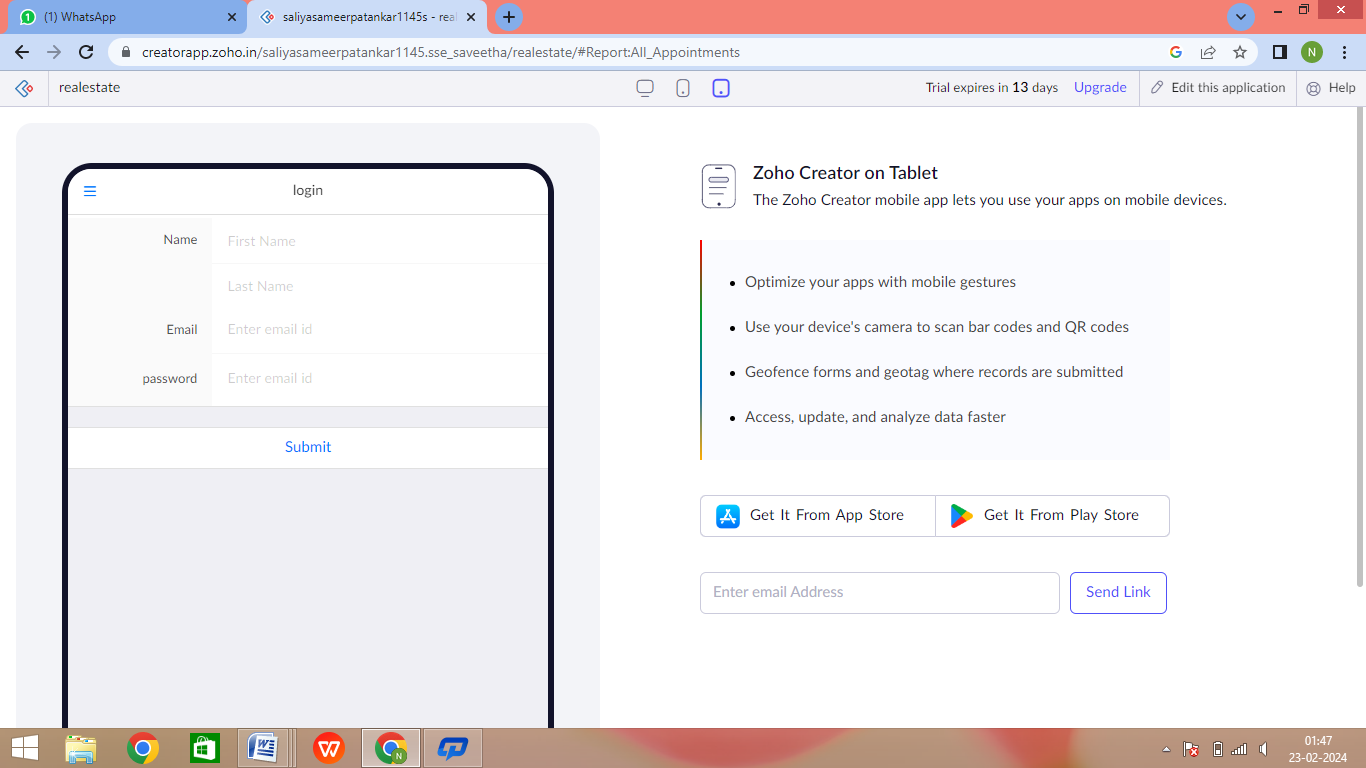 (1) WhatsApp
saliyasameerpatankar1145s - real
creatorapp.zoho.in/saliyasameerpatankar1145.sse_saveetha/realestate/#Report:All_Appointments
N
realestate
Trial expires in 13 days
Upgrade
Edit this application
Help
login
Name
First Name
Last Name
Email
Enter email id
password
Enter email id
Submit
Zoho Creator on Tablet
The Zoho Creator mobile app lets you use your apps on mobile devices.
Optimize your apps with mobile gestures
Use your device's camera to scan bar codes and QR codes
Geofence forms and geotag where records are submitted
Access, update, and analyze data faster
Get It From App Store
Get It From Play Store
Enter email Address
Send Link
01:47
23-02-2024